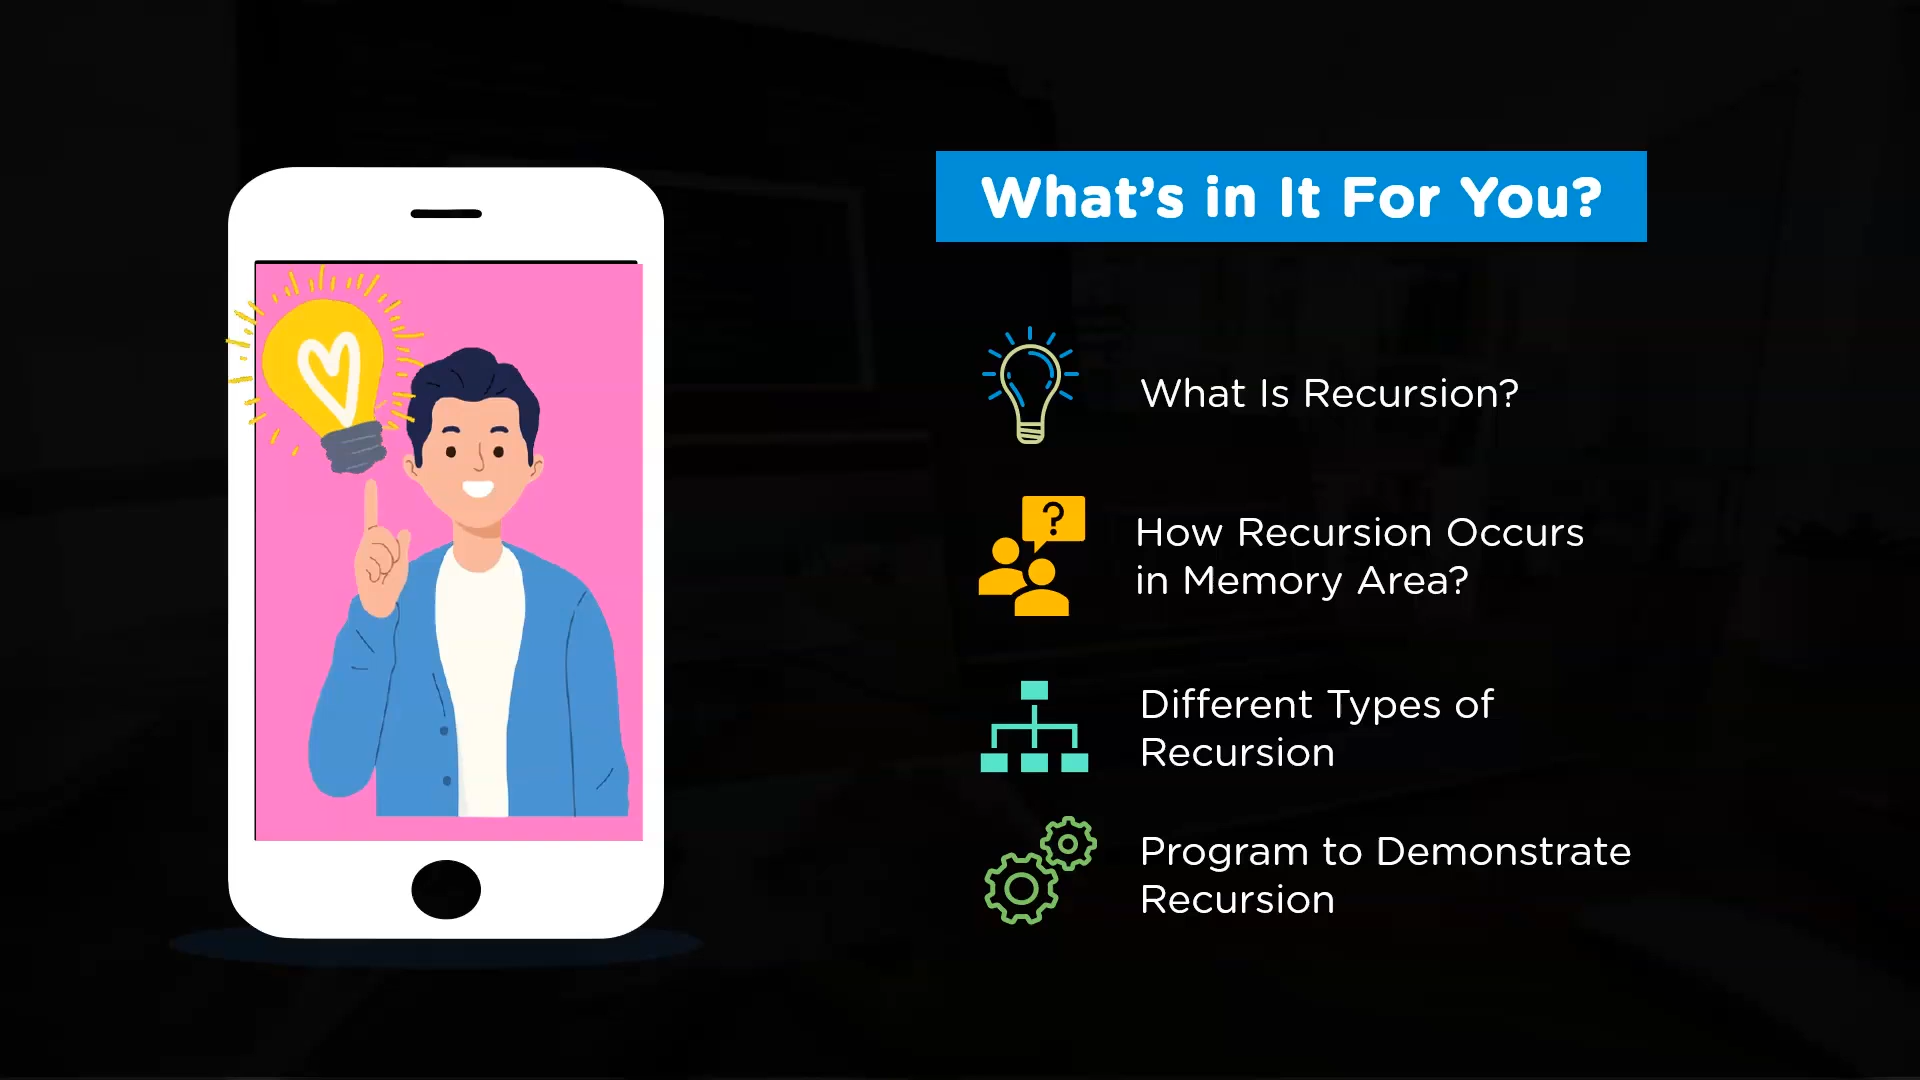 What's in It For You?
What Is Recursion?
?
How Recursion Occurs
in Memory Area?
Different Types of
Recursion
Program to Demonstrate
Recursion